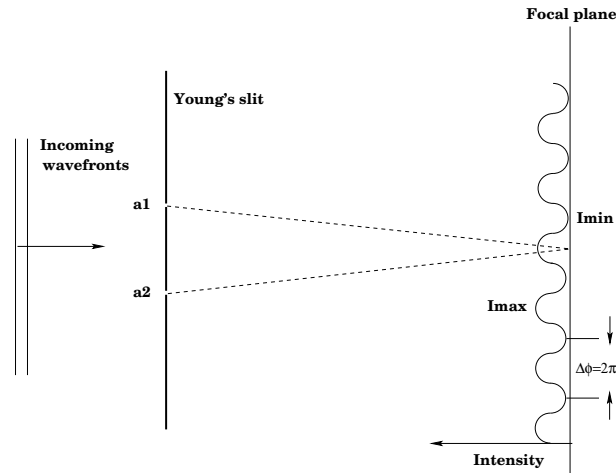 Focal plane
Young's slit
Incoming
wavefronts
a1
Imin
a2
Imax
Δϕ=2π
Intensity